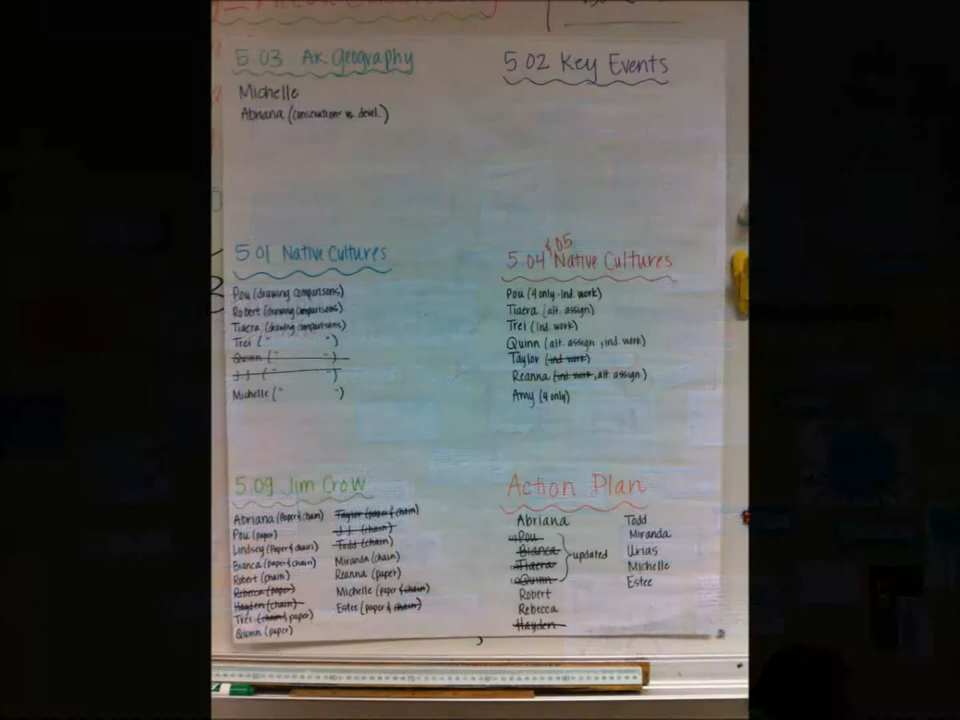 5.03 AK Geography
Michelle
Abriana (conservation vs. devel.)
5.02 Key Events
5.01 Native Cultures
Pou (drawing comparisons)
Robert (drawing comparisons)
Tiaera (drawing comparisons)
Trei (" ")
Quinn (" ")
J.J. (" ")
Michelle (" ")
5.04 & 05 Native Cultures
Pou (4 only-ind. work)
Tiaera (alt. assign)
Trei (ind. work)
Quinn (alt. assign, ind work)
Taylor (ind work)
Reanna (ind work, alt assign.)
Amy (4 only)
5.09 Jim Crow
Abriana (Paper & chain)
Pou (paper)
Lindsey (Paper & chain)
Bianca (paper & chain)
Robert (chain)
Rebecca (paper)
Hayden (chain)
Trei (chain & paper)
Quinn (paper)
Taylor (paper & chain)
J.J. (chain)
Todd (chain)
Miranda (chain)
Reanna (paper)
Michelle (paper & chain)
Estee (paper & chain)
Action Plan
Abriana
Pou
Bianca
Tiaera
Quinn
updated
Robert
Rebecca
Hayden
Todd
Miranda
Urias
Michelle
Estee